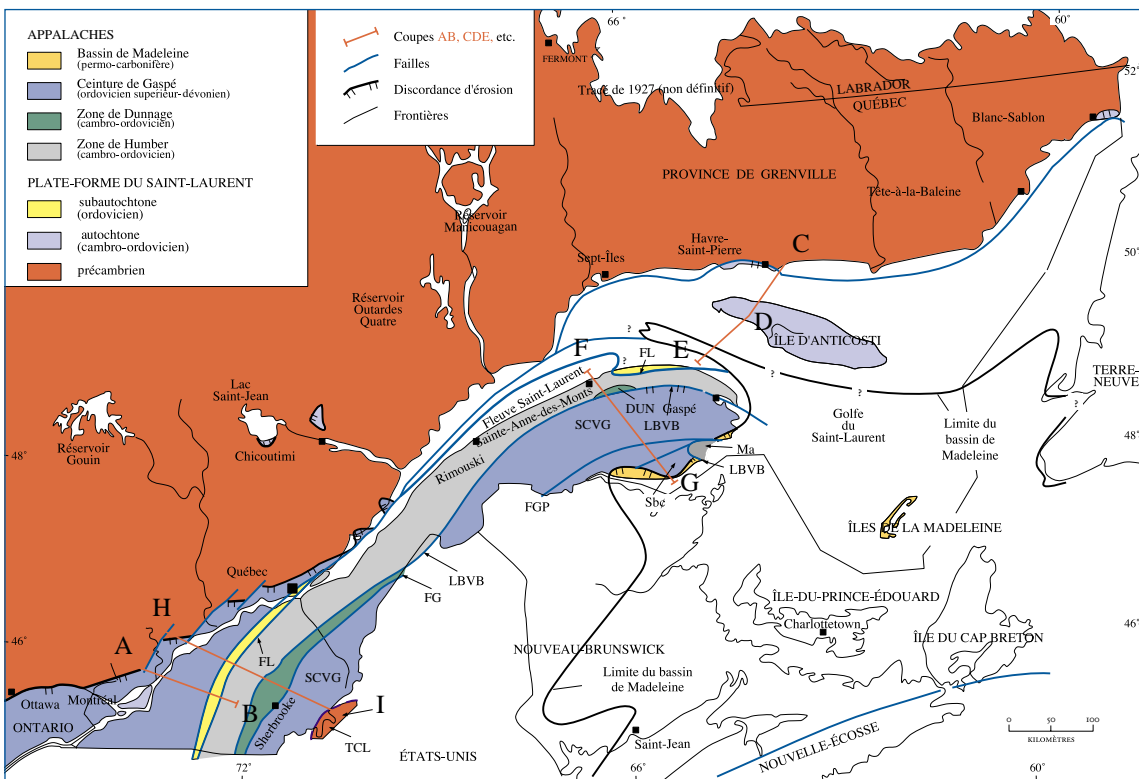 APPALACHES
Bassin de Madeleine
(permo-carbonifère)
Ceinture de Gaspé
(ordovicien supérieur-dévonien)
Zone de Dunnage
(cambro-ordovicien)
Zone de Humber
(cambro-ordovicien)
PLATE-FORME DU SAINT-LAURENT
subautochtone
(ordovicien)
autochtone
(cambro-ordovicien)
précambrien
Coupes AB, CDE, etc.
Failles
Discordance d'érosion
Frontières
66°
60°
52°
FERMONT
Tracé de 1927 (non définitif)
LABRADOR
QUÉBEC
Blanc-Sablon
PROVINCE DE GRENVILLE
Tête-à-la-Baleine
Réservoir
Manicouagan
Havre-
Saint-Pierre
C
Sept-Îles
50°
Réservoir
Outardes
Quatre
D
ÎLE D'ANTICOSTI
?
?
F
E
FL
?
TERRE-
NEUVE
?
?
?
Lac
Saint-Jean
Fleuve Saint-Laurent
Sainte-Anne-des-Monts
DUN
Gaspé
SCVG
LBVB
Golfe
du
Saint-Laurent
Limite du
bassin de
Madeleine
Réservoir
Gouin
Chicoutimi
48°
48°
Rimouski
Ma
LBVB
G
Sbc
FGP
ÎLES DE LA MADELEINE
Québec
LBVB
FG
H
A
ÎLE-DU-PRINCE-ÉDOUARD
Charlottetown
46°
46°
ÎLE DU CAP BRETON
NOUVEAU-BRUNSWICK
FL
SCVG
Limite du bassin
de Madeleine
Ottawa
Montréal
B
I
Sherbrooke
ONTARIO
TCL
ÉTATS-UNIS
Saint-Jean
NOUVELLE-ÉCOSSE
0
50
100
KILOMÈTRES
72°
66°
60°